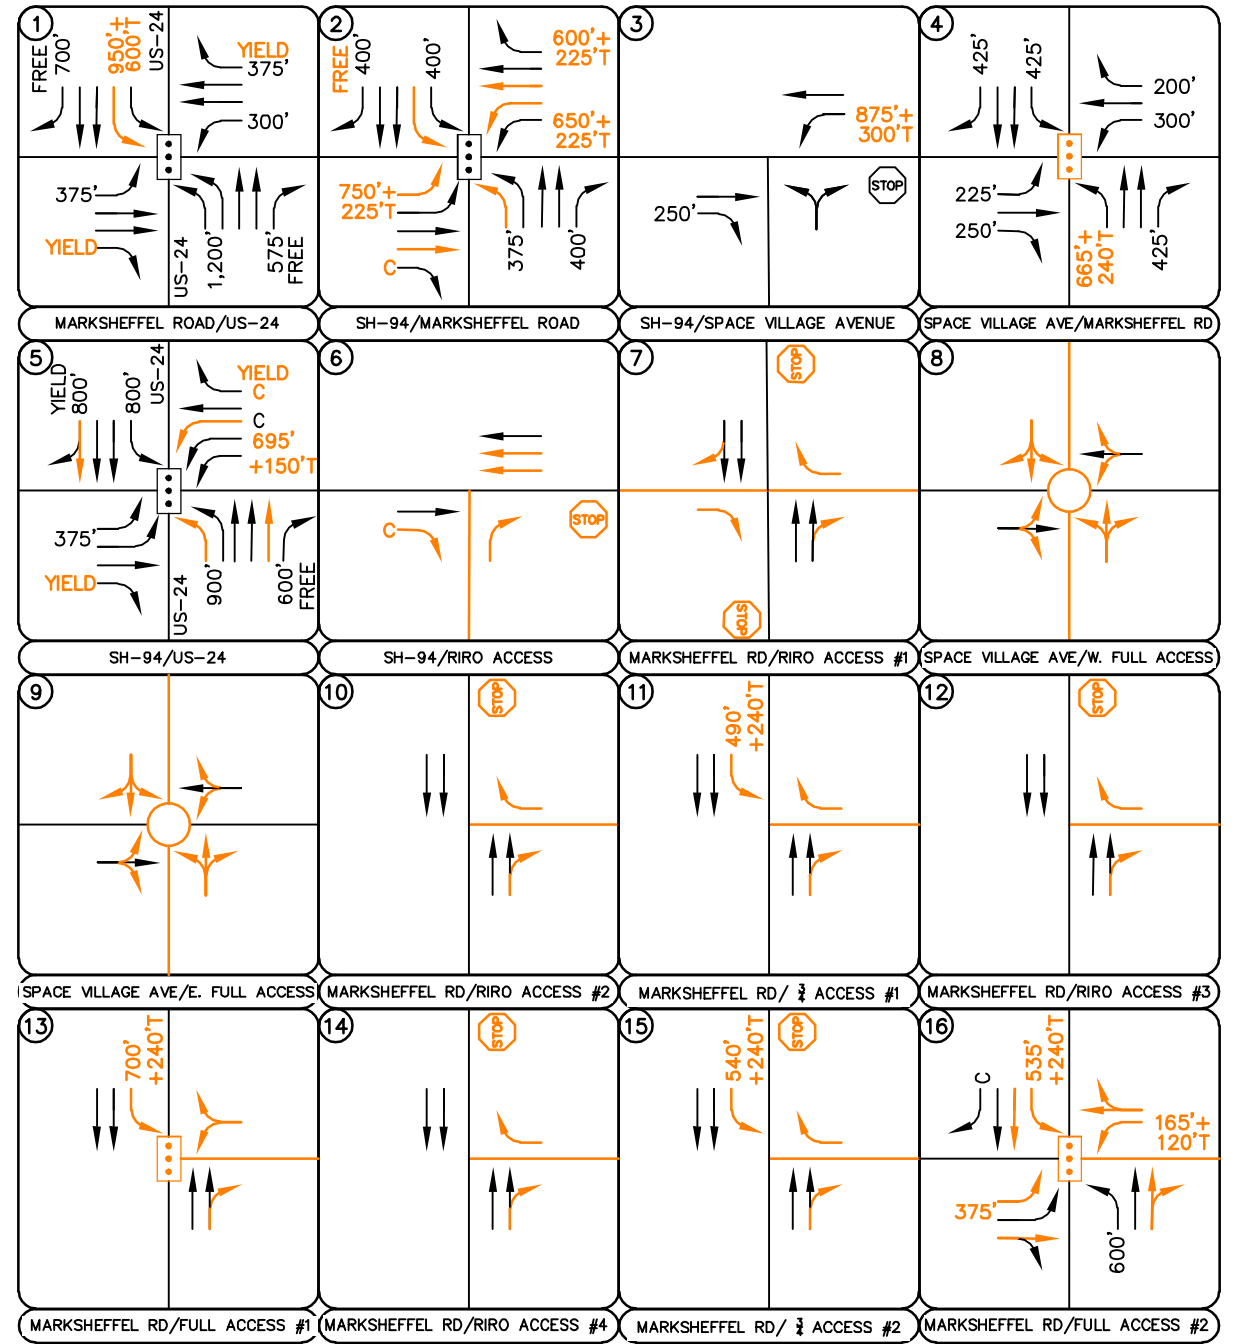 1
FREE
700'
950'+
600'T
US-24
YIELD
375'
300'
375'
YIELD
US-24
1,200'
575'
FREE
MARKSHEFFEL ROAD/US-24
2
FREE
400'
400'
600'+
225'T
650'+
225'T
750'+
225'T
C
375'
400'
SH-94/MARKSHEFFEL ROAD
3
875'+
300'T
250'
STOP
SH-94/SPACE VILLAGE AVENUE
4
425'
425'
200'
300'
225'
250'
665'+
240'T
425'
SPACE VILLAGE AVE/MARKSHEFFEL RD
5
YIELD
800'
800'
US-24
YIELD
C
C
695'
+150'T
375'
YIELD
US-24
900'
600'
FREE
SH-94/US-24
6
C
STOP
SH-94/RIRO ACCESS
7
STOP
STOP
MARKSHEFFEL RD/RIRO ACCESS #1
8
SPACE VILLAGE AVE/W. FULL ACCESS
9
SPACE VILLAGE AVE/E. FULL ACCESS
10
STOP
MARKSHEFFEL RD/RIRO ACCESS #2
11
490'
+240'T
MARKSHEFFEL RD/ ¾ ACCESS #1
12
STOP
MARKSHEFFEL RD/RIRO ACCESS #3
13
700'
+240'T
MARKSHEFFEL RD/FULL ACCESS #1
14
STOP
MARKSHEFFEL RD/RIRO ACCESS #4
15
540'
+240'T
STOP
MARKSHEFFEL RD/ ¾ ACCESS #2
16
C
535'
+240'T
165'+
120'T
375'
600'
MARKSHEFFEL RD/FULL ACCESS #2